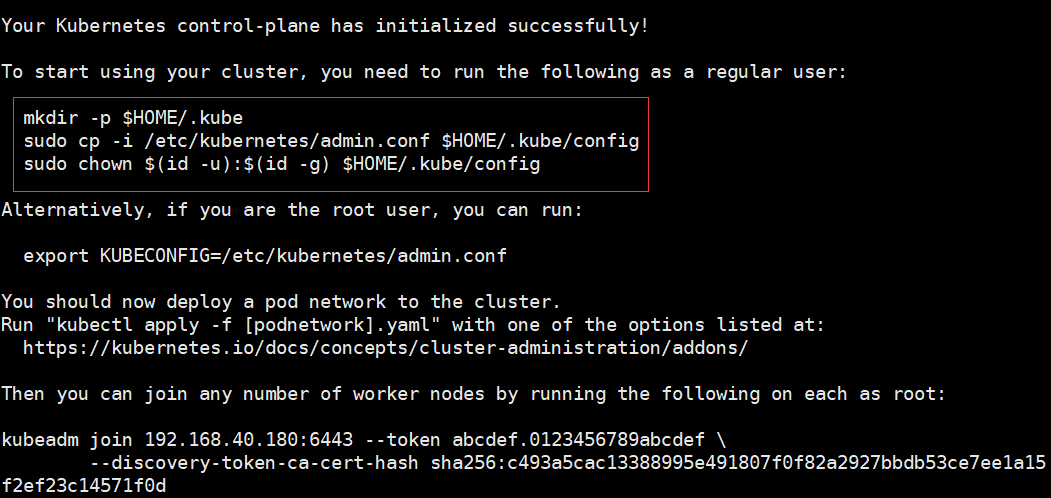 Your Kubernetes control-plane has initialized successfully!
To start using your cluster, you need to run the following as a regular user:
mkdir -p $HOME/.kube
sudo cp -i /etc/kubernetes/admin.conf $HOME/.kube/config
sudo chown $(id -u):$(id -g) $HOME/.kube/config
Alternatively, if you are the root user, you can run:
export KUBECONFIG=/etc/kubernetes/admin.conf
You should now deploy a pod network to the cluster.
Run "kubectl apply -f [podnetwork].yaml" with one of the options listed at:
https://kubernetes.io/docs/concepts/cluster-administration/addons/
Then you can join any number of worker nodes by running the following on each as root:
kubeadm join 192.168.40.180:6443 --token abcdef.0123456789abcdef \
--discovery-token-ca-cert-hash sha256:c493a5cac13388995e491807f0f82a2927bbdb53ce7ee1a15
f2ef23c14571f0d